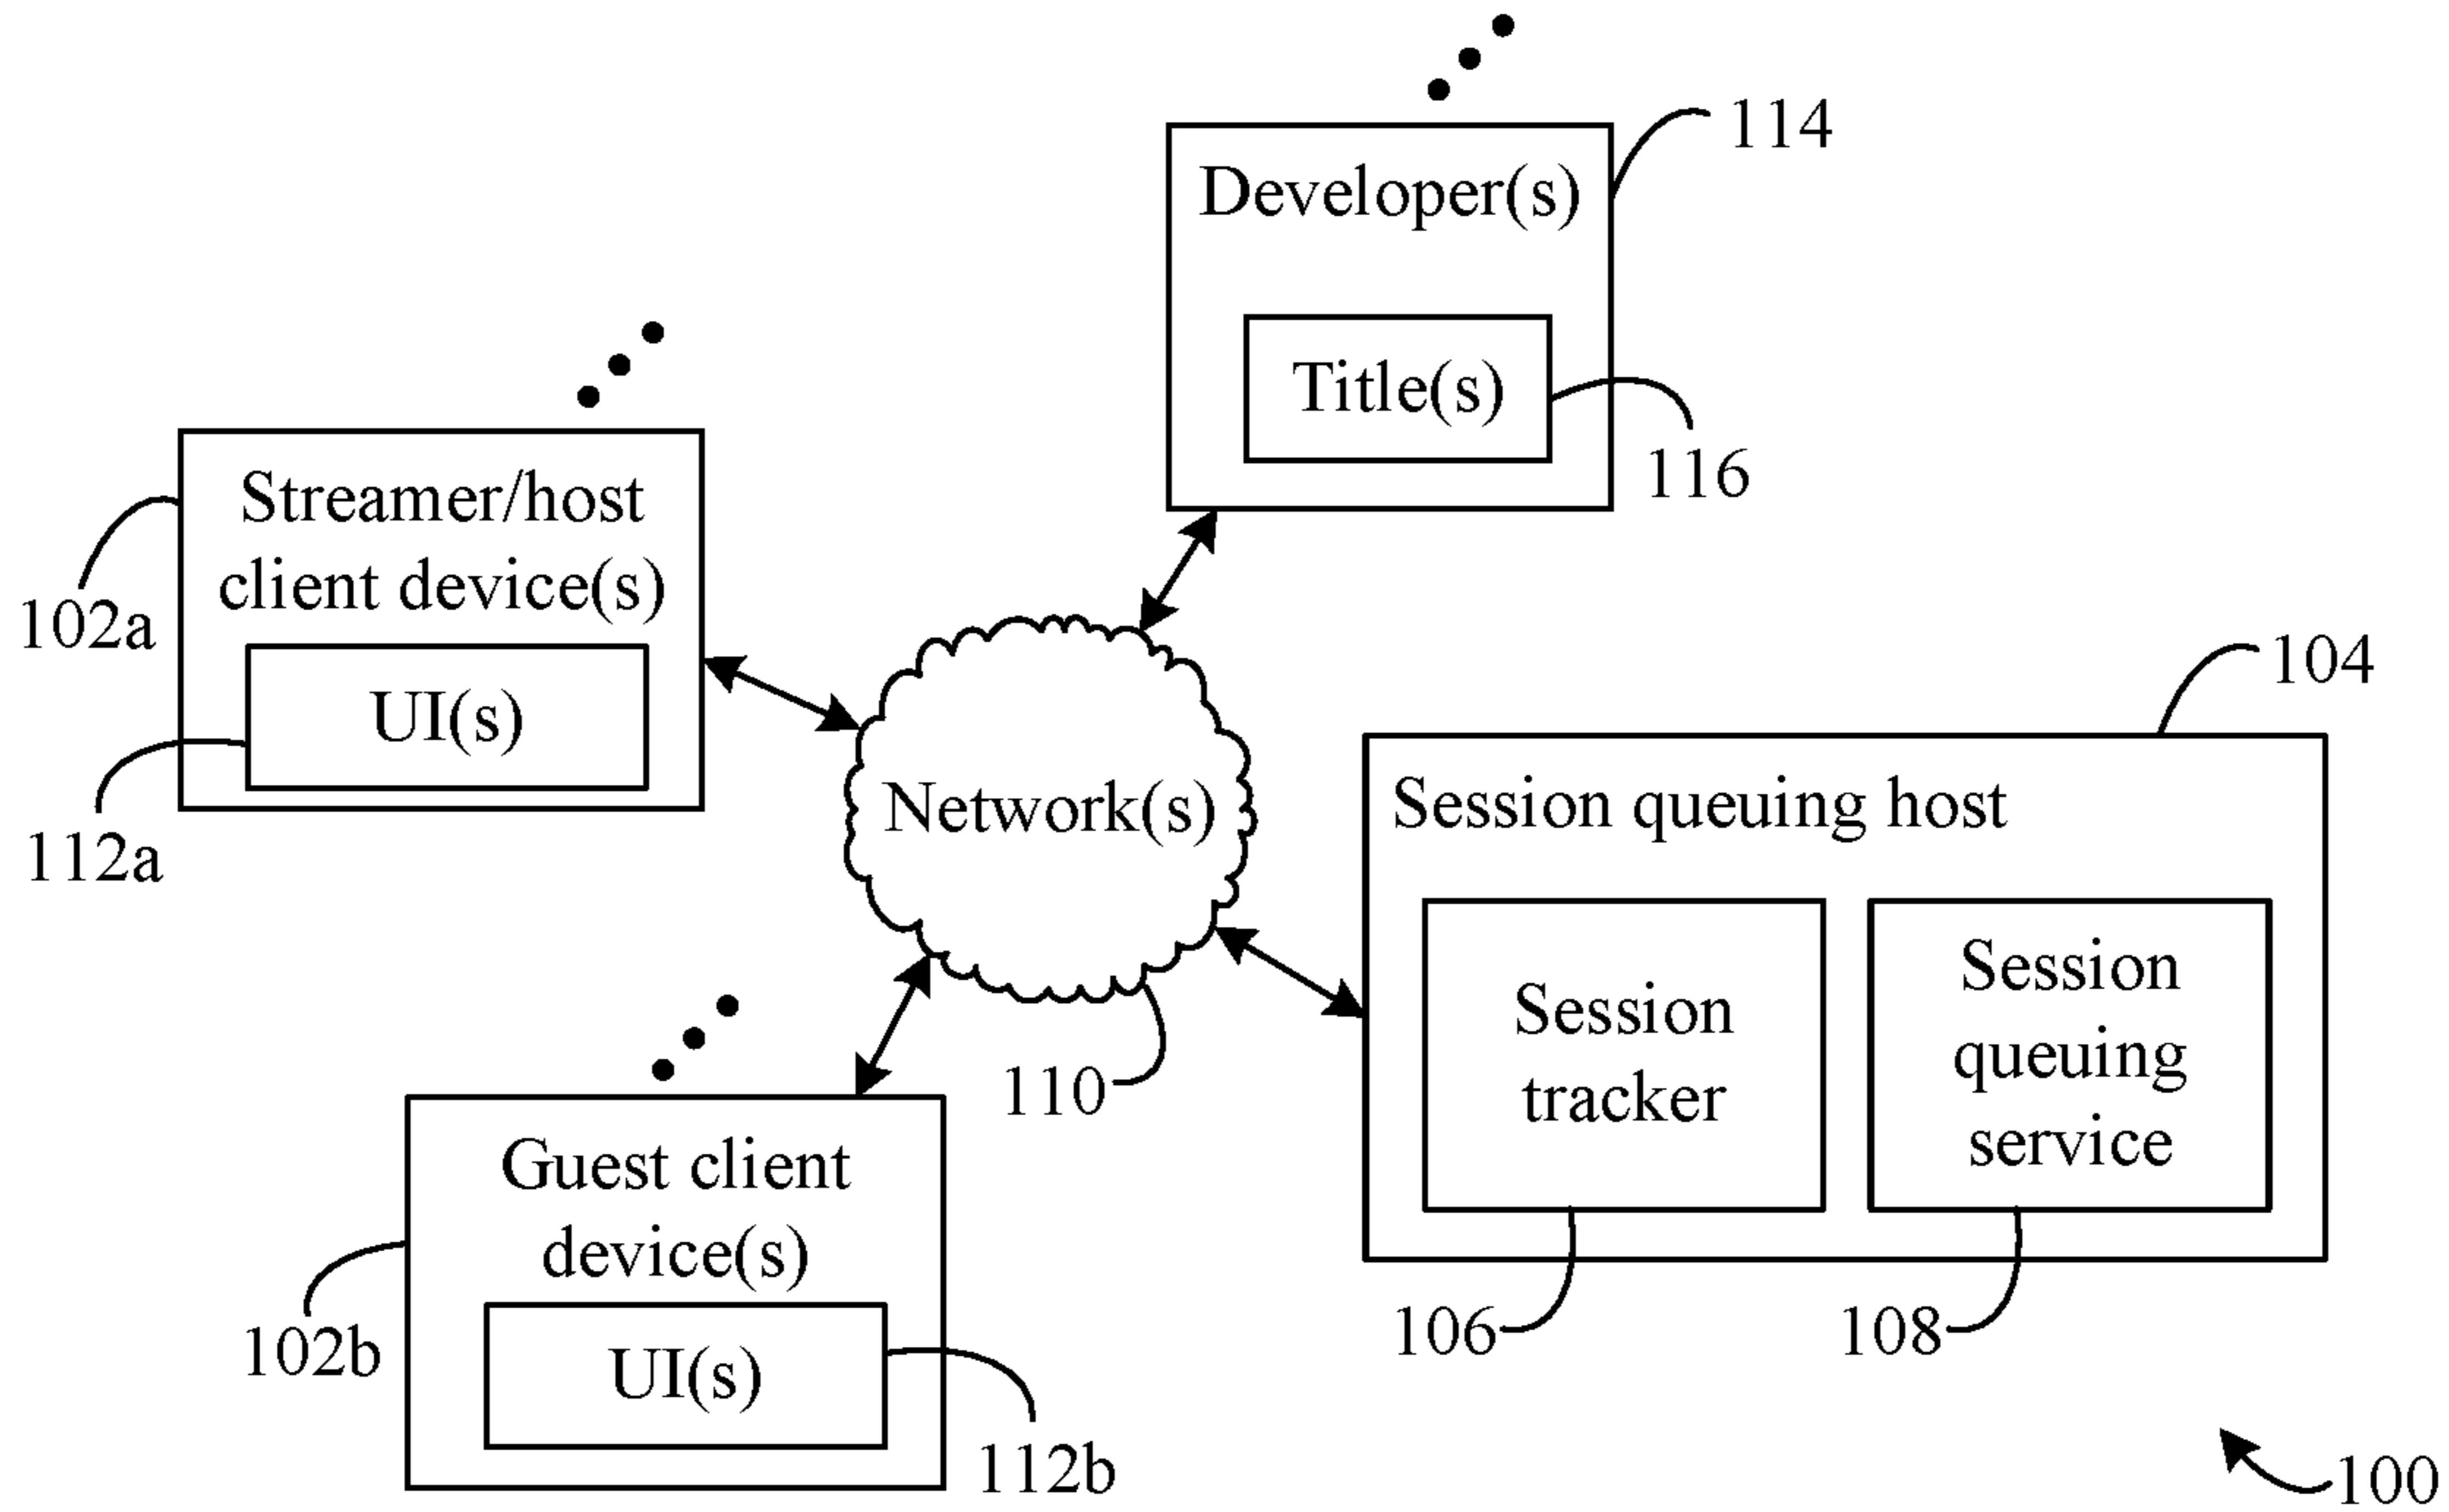 114
Developer(s)
Title(s)
116
Streamer/host
client device(s)
102a
UI(s)
112a
Network(s)
104
Session queuing host
Session
tracker
Session
queuing
service
110
106
108
Guest client
device(s)
102b
UI(s)
112b
100